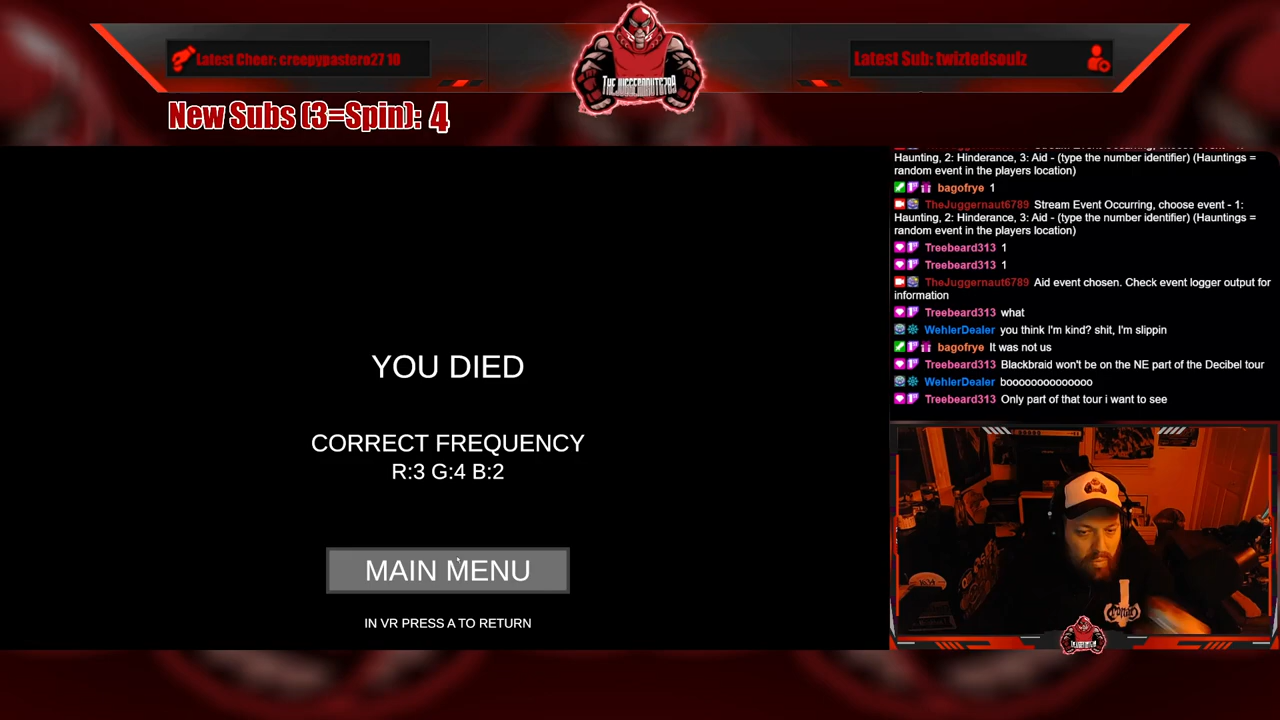 Latest Cheer: creepypastero27 10
THEJUGGERNAUT6789
Latest Sub: twiztedsoulz
New Subs (3=Spin): 4
Haunting, 2: Hinderance, 3: Aid - (type the number identifier) (Hauntings =
random event in the players location)
bagofrye 1
TheJuggernaut6789 Stream Event Occurring, choose event - 1:
Haunting, 2: Hinderance, 3: Aid - (type the number identifier) (Hauntings =
random event in the players location)
Treebeard313 1
Treebeard313 1
TheJuggernaut6789 Aid event chosen. Check event logger output for
information
Treebeard313 what
WehlerDealer you think I'm kind? shit, I'm slippin
bagofrye It was not us
Treebeard313 Blackbraid won't be on the NE part of the Decibel tour
WehlerDealer boooooooooooooo
Treebeard313 Only part of that tour i want to see
YOU DIED
CORRECT FREQUENCY
R:3 G:4 B:2
MAIN MENU
IN VR PRESS A TO RETURN